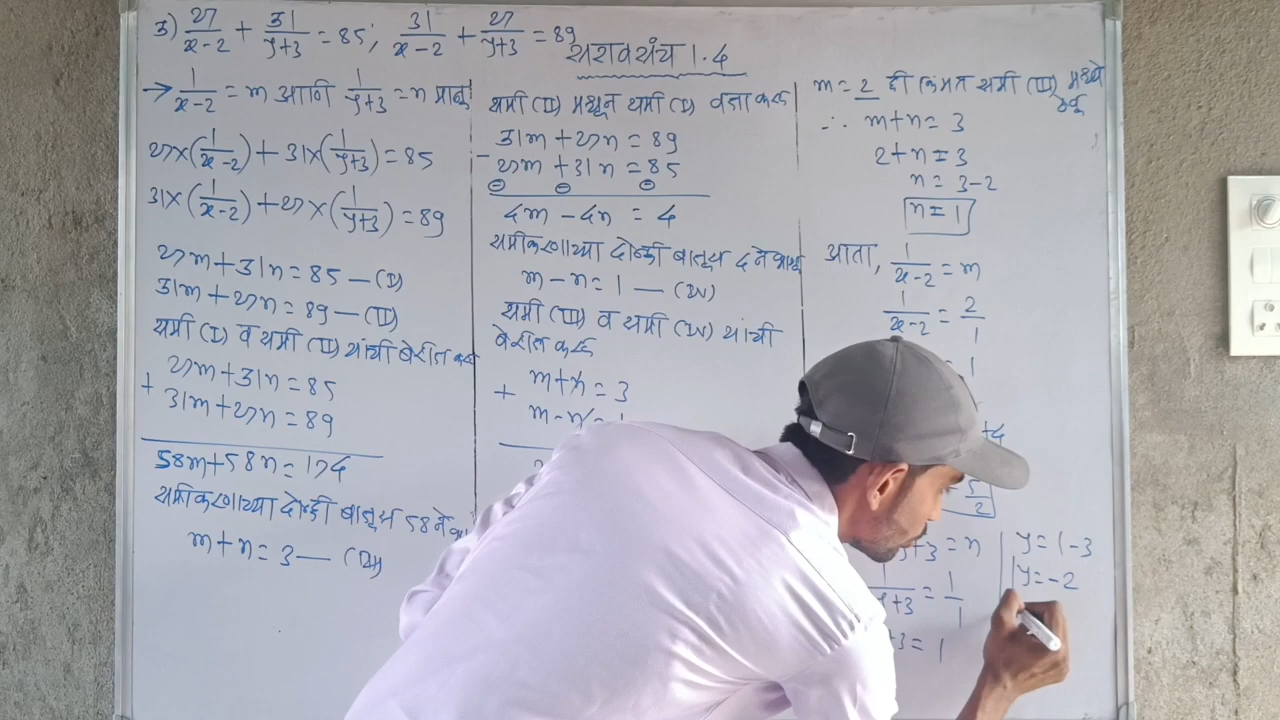 3) 27/(x-2) + 31/(y+3) = 85; 31/(x-2) + 27/(y+3) = 89
सरावसंच 1.4
→ 1/(x-2) = m आणि 1/(y+3) = n मानू
27×(1/(x-2)) + 31×(1/(y+3)) = 85
31×(1/(x-2)) + 27×(1/(y+3)) = 89
27m + 31n = 85 — (I)
31m + 27n = 89 — (II)
समी (I) व समी (II) यांची बेरीज करू
27m + 31n = 85
+ 31m + 27n = 89
58m + 58n = 174
समीकरणाच्या दोन्ही बाजूस 58 ने
m + n = 3 — (III)
समी (II) मधून समी (I) वजा करू
31m + 27n = 89
- 27m + 31n = 85
⊖ ⊖ ⊖
4m - 4n = 4
समीकरणाच्या दोन्ही बाजूस 4 ने भागू
m - n = 1 — (IV)
समी (III) व समी (IV) यांची
बेरीज करू
m + n = 3
+ m - n = 1
m = 2 ही किंमत समी (III) मध्ये
ठेवू
∴ m + n = 3
2 + n = 3
n = 3 - 2
n = 1
आता, 1/(x-2) = m
1/(x-2) = 2/1
= 1
+4
5/2
y+3 = n
1/(y+3) = 1/1
+3 = 1
y = 1 - 3
y = -2